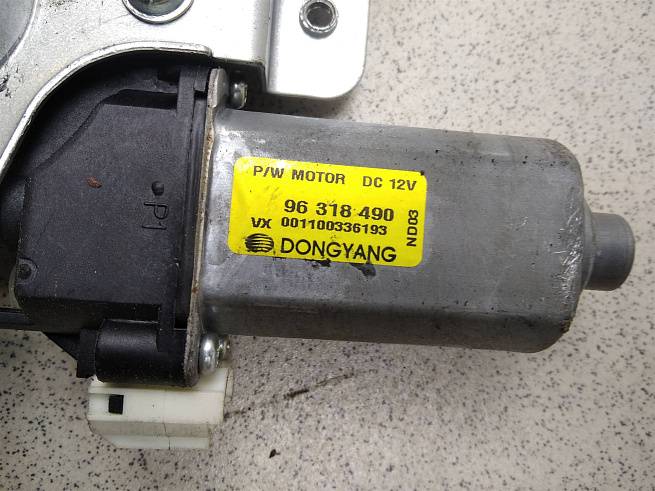 P/W MOTOR DC 12V
96 318 490
VX 001100336193
ND03
DONGYANG
P1